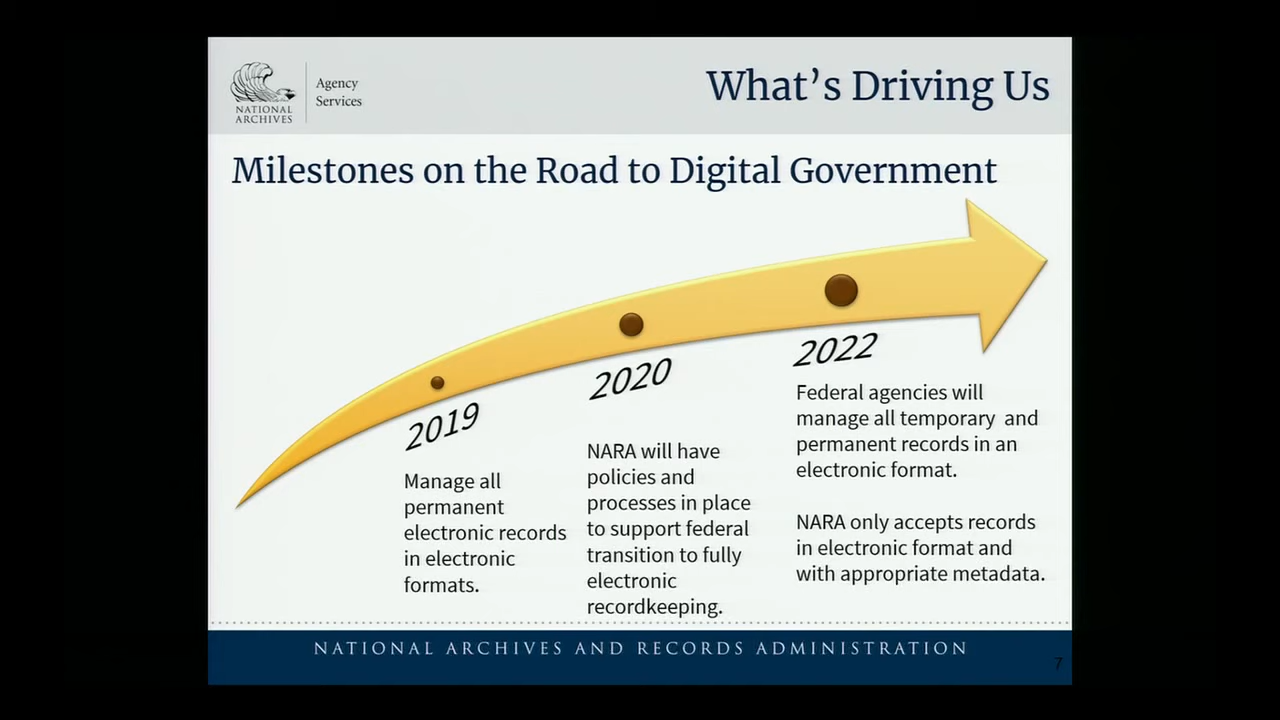 NATIONAL
ARCHIVES
Agency
Services
What's Driving Us
Milestones on the Road to Digital Government
2019
Manage all
permanent
electronic records
in electronic
formats.
2020
NARA will have
policies and
processes in place
to support federal
transition to fully
electronic
recordkeeping.
2022
Federal agencies will
manage all temporary and
permanent records in an
electronic format.
NARA only accepts records
in electronic format and
with appropriate metadata.
NATIONAL ARCHIVES AND RECORDS ADMINISTRATION
7